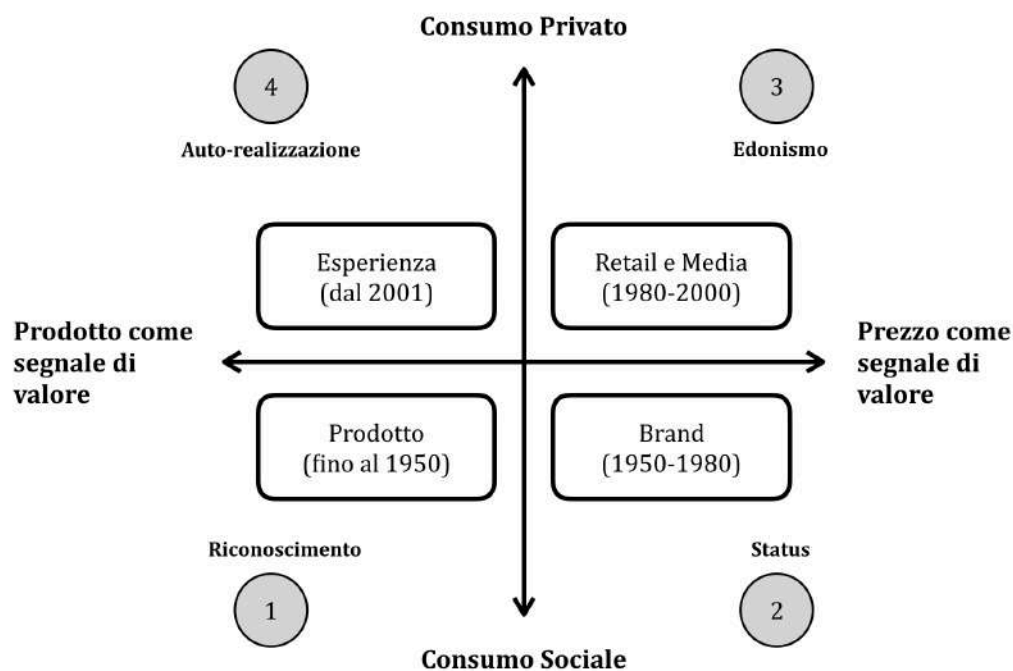 Consumo Privato
4
3
Auto-realizzazione
Edonismo
Esperienza
(dal 2001)
Retail e Media
(1980-2000)
Prodotto come
segnale di
valore
Prezzo come
segnale di
valore
Prodotto
(fino al 1950)
Brand
(1950-1980)
Riconoscimento
Status
1
2
Consumo Sociale